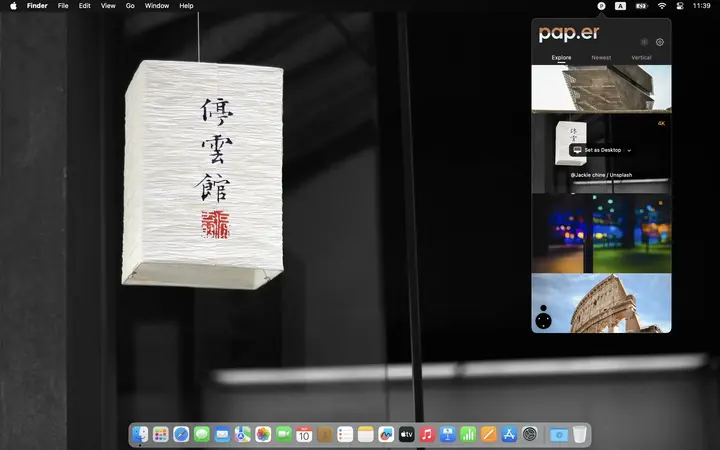 Finder File Edit View Go Window Help
A
11:39
pap.er
Explore Newest Vertical
停
雲
館
4K
Set as Desktop
@Jackie chine / Unsplash
10
tv